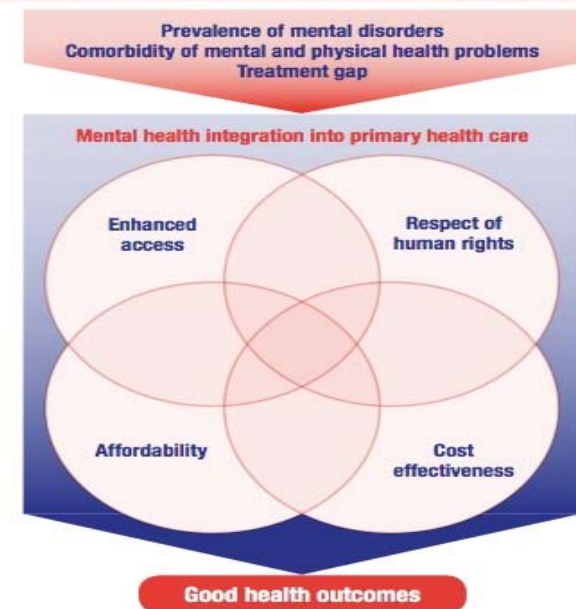 Prevalence of mental disorders
Comorbidity of mental and physical health problems
Treatment gap
Mental health integration into primary health care
Enhanced
access
Respect of
human rights
Affordability
Cost
effectiveness
Good health outcomes